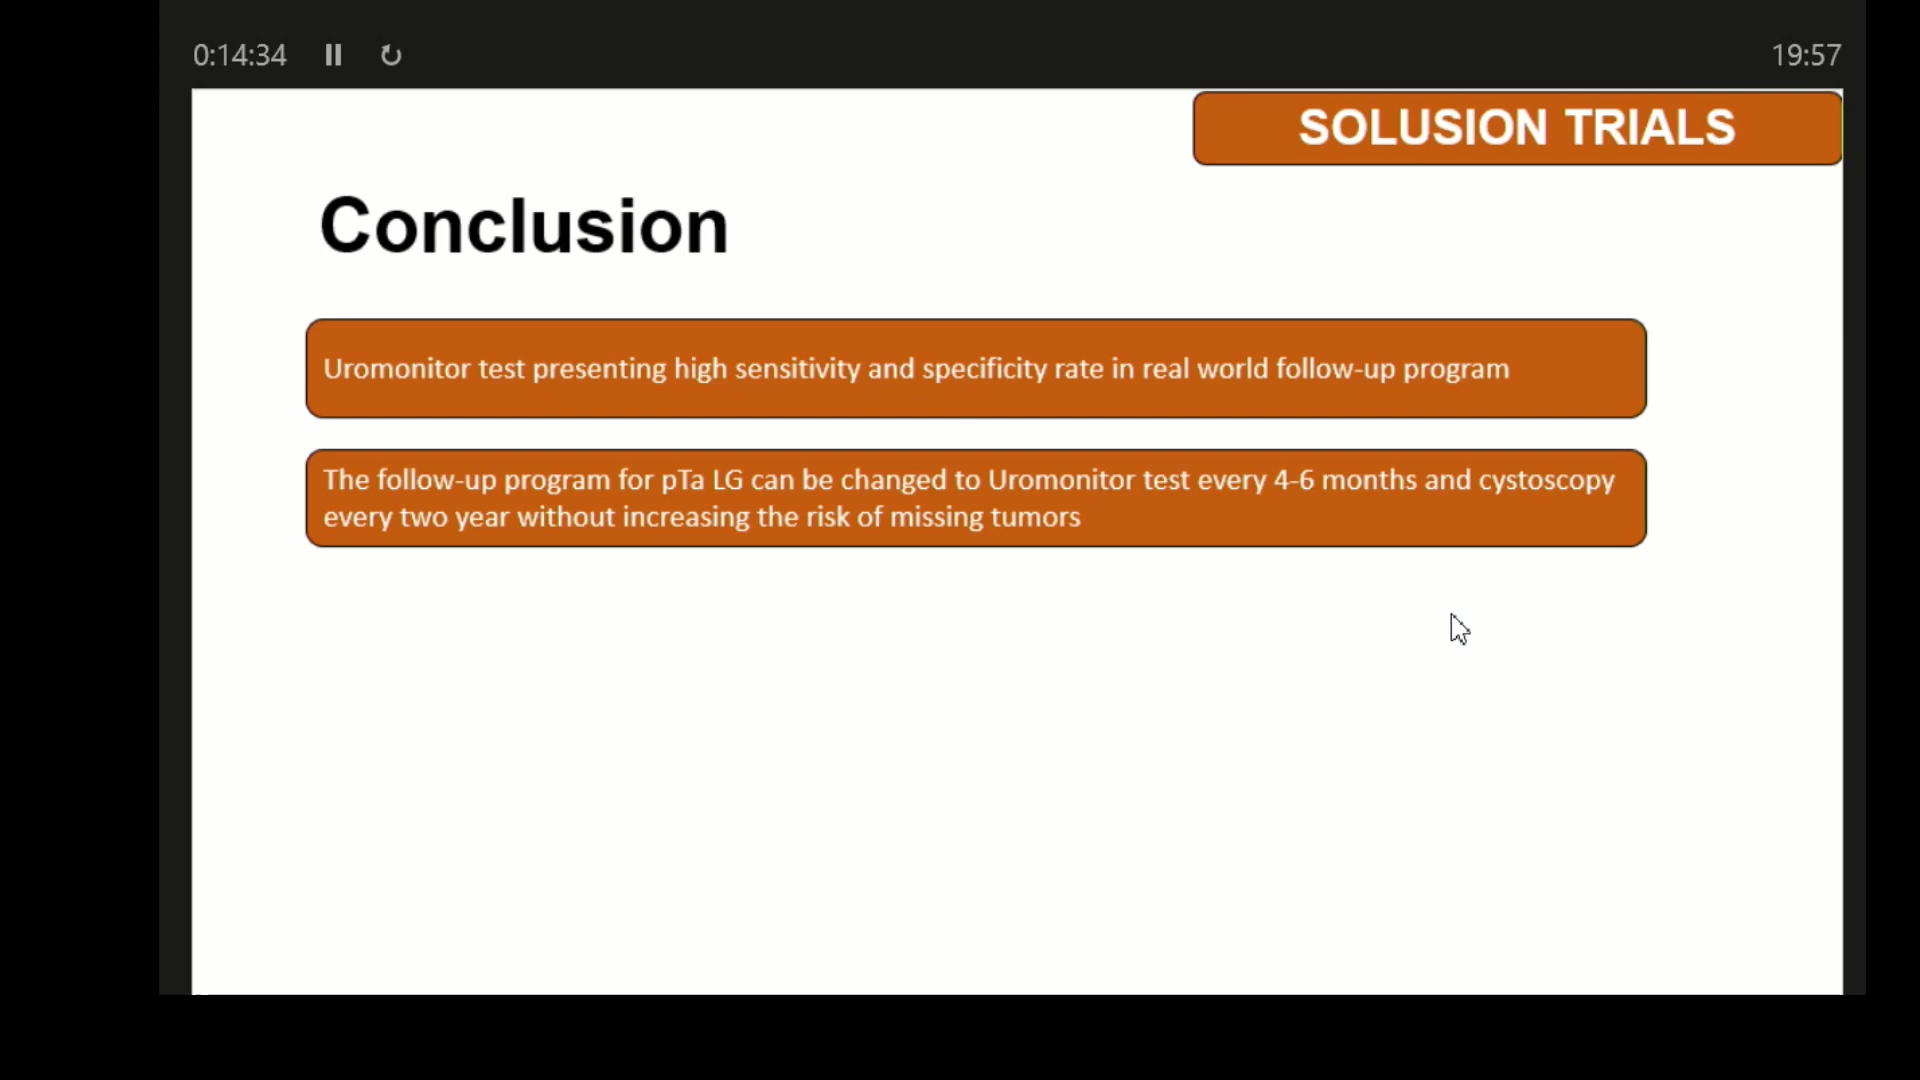 0:14:34
19:57
SOLUSION TRIALS
Conclusion
Uromonitor test presenting high sensitivity and specificity rate in real world follow-up program
The follow-up program for pTa LG can be changed to Uromonitor test every 4-6 months and cystoscopy
every two year without increasing the risk of missing tumors